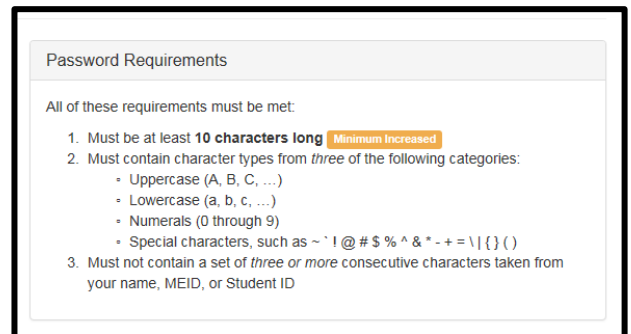 Password Requirements
All of these requirements must be met:
1. Must be at least 10 characters long Minimum Increased
2. Must contain character types from three of the following categories:
◦ Uppercase (A, B, C, ...)
◦ Lowercase (a, b, c, ...)
◦ Numerals (0 through 9)
◦ Special characters, such as ~ ` ! @ # $ % ^ & * - + = \ | { } ( )
3. Must not contain a set of three or more consecutive characters taken from
your name, MEID, or Student ID